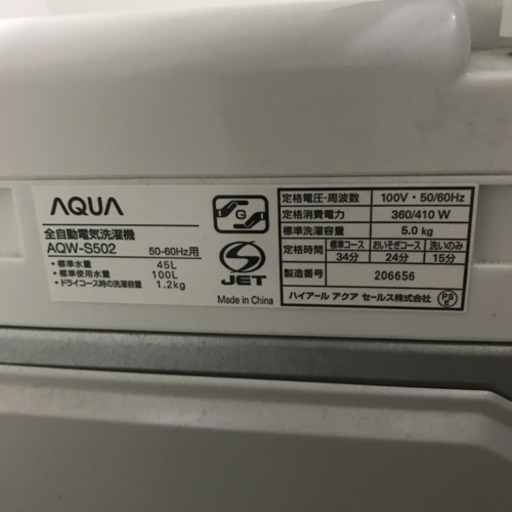 AQUA
全自動電気洗濯機
AQW-S502 50-60Hz用
・標準水量 45L
・標準使用水量 100L
・ドライコース時の洗濯容量 1.2kg
G
S
JET
Made in China
定格電圧・周波数 100V・50/60Hz
定格消費電力 360/410 W
標準洗濯容量 5.0 kg
定格時間 標準コース おいそぎコース 洗いのみ
34分 24分 15分
製造番号 206656
ハイアール アクア セールス株式会社
PS
E